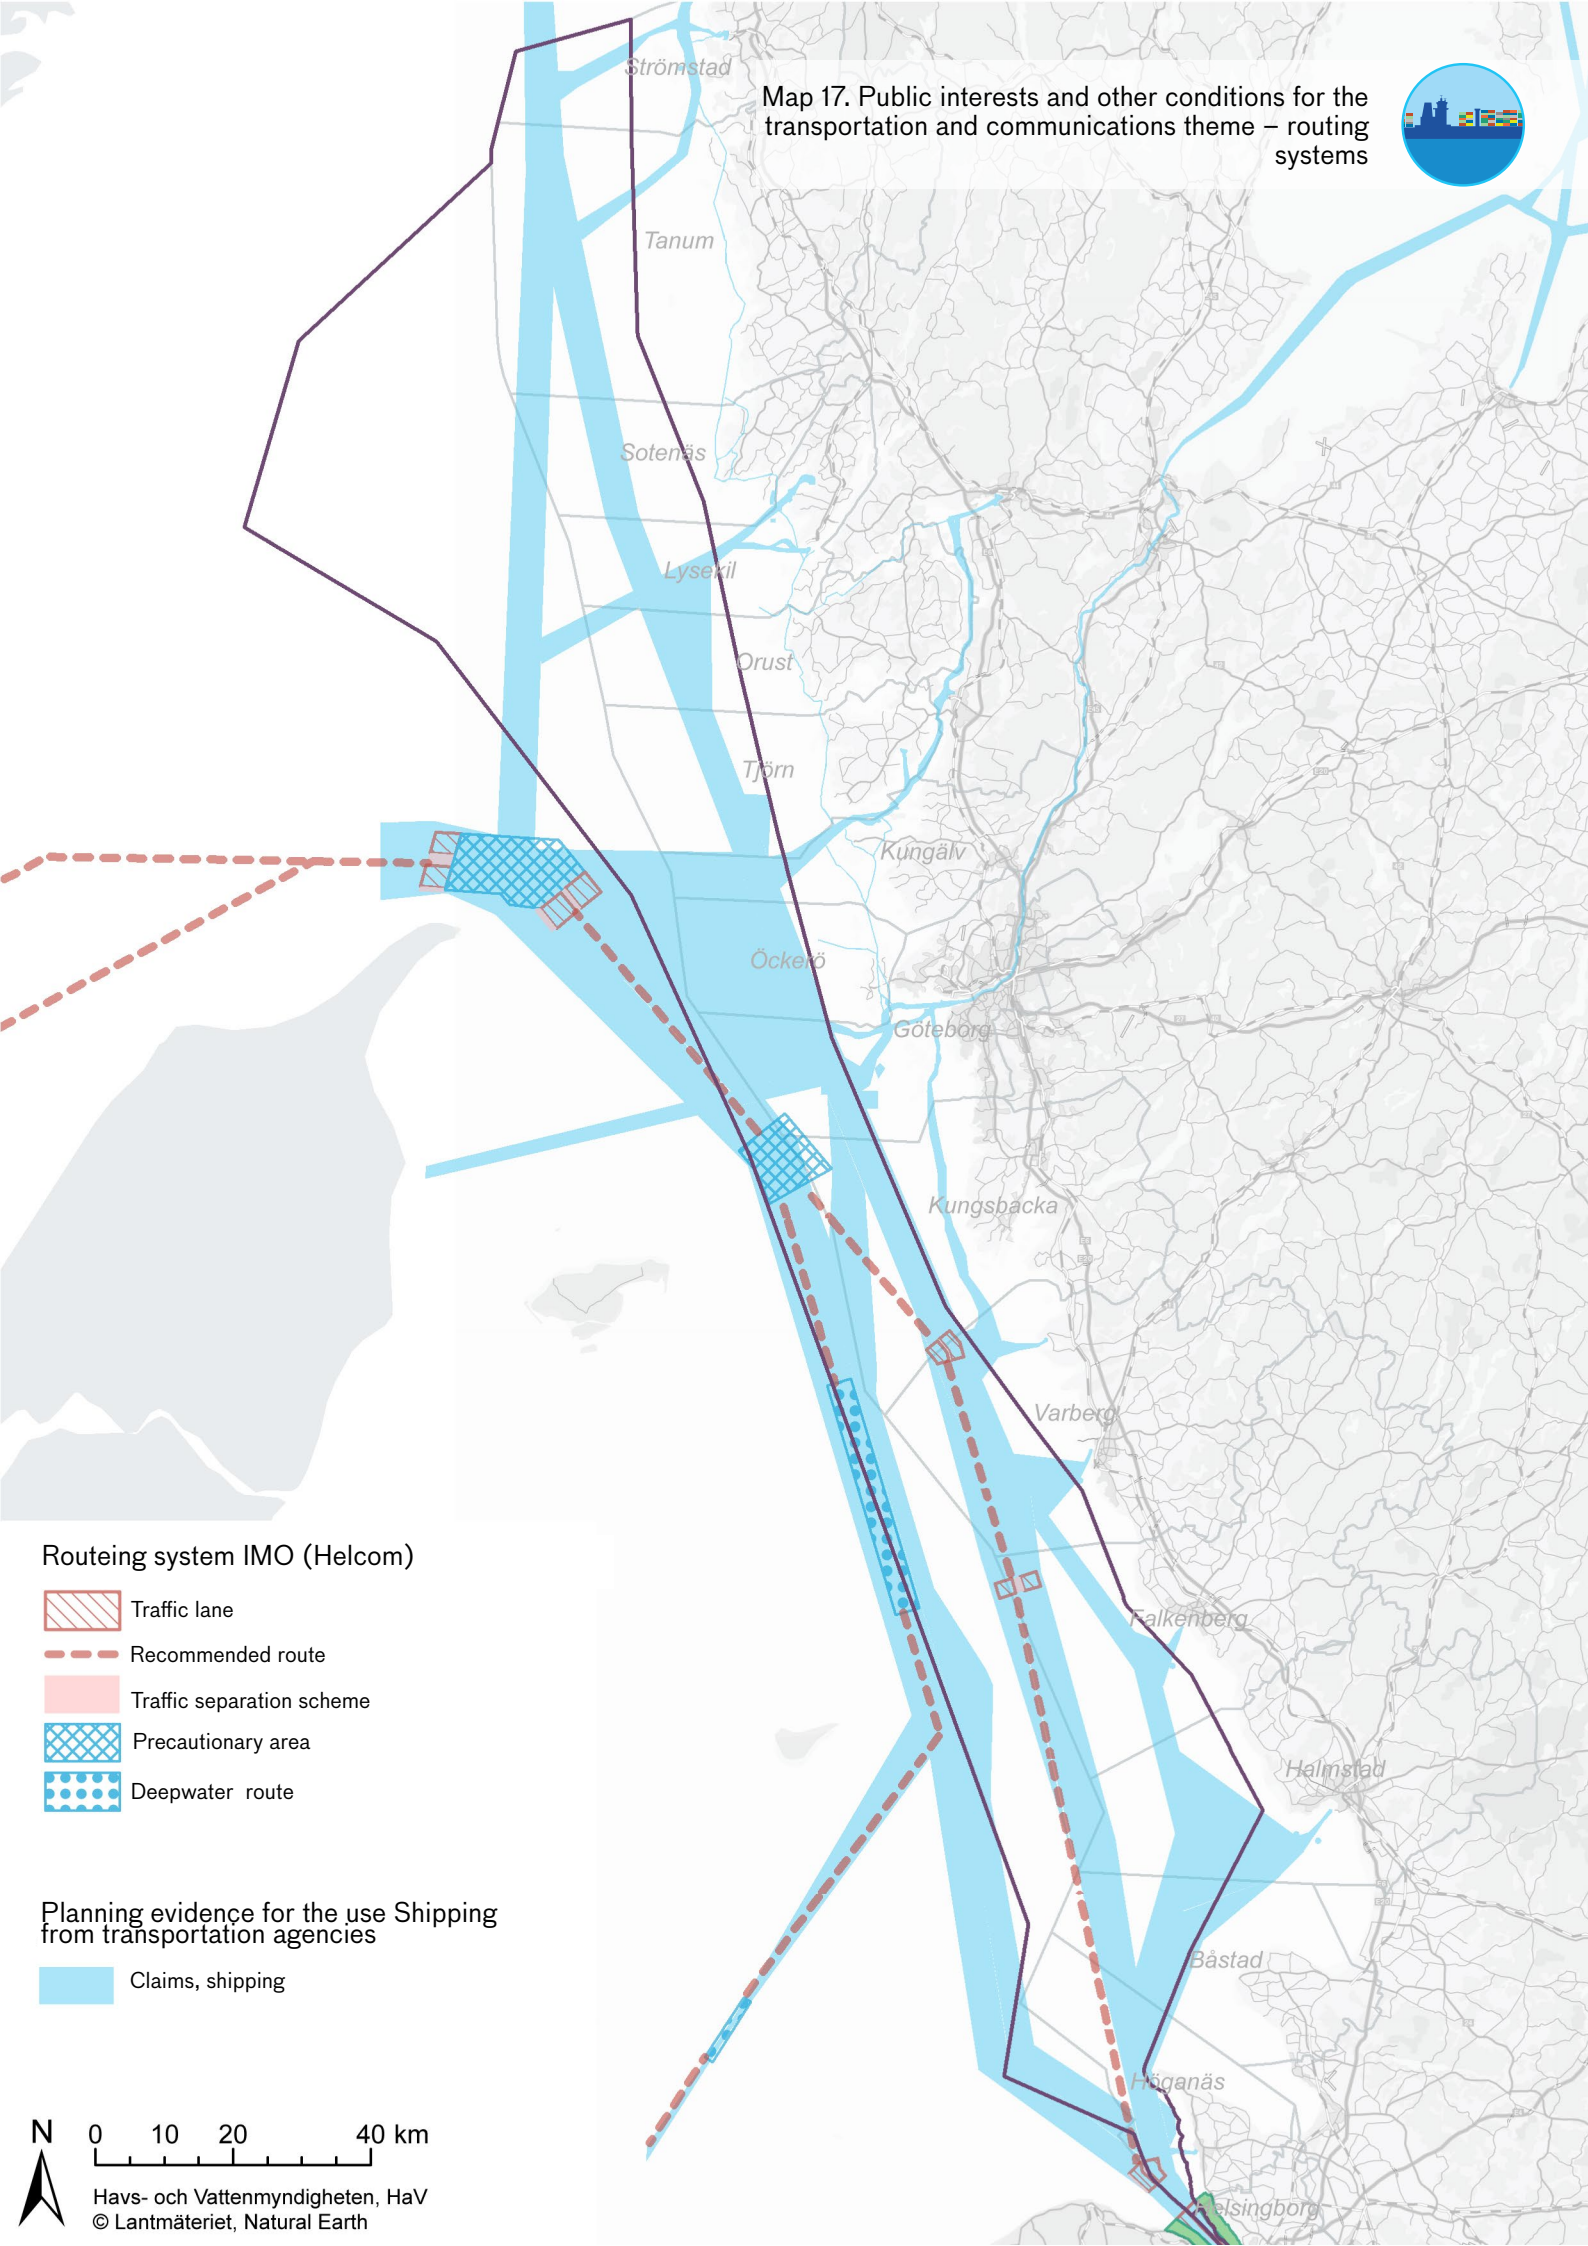 Strömstad
Map 17. Public interests and other conditions for the
transportation and communications theme – routing
systems
Tanum
Sotenäs
Lysekil
Orust
Tjörn
Kungälv
Öckerö
Göteborg
Kungsbacka
Varberg
Falkenberg
Halmstad
Båstad
Höganäs
Helsingborg
Routeing system IMO (Helcom)
Traffic lane
Recommended route
Traffic separation scheme
Precautionary area
Deepwater route
Planning evidence for the use Shipping
from transportation agencies
Claims, shipping
N 0 10 20 40 km
Havs- och Vattenmyndigheten, HaV
© Lantmäteriet, Natural Earth